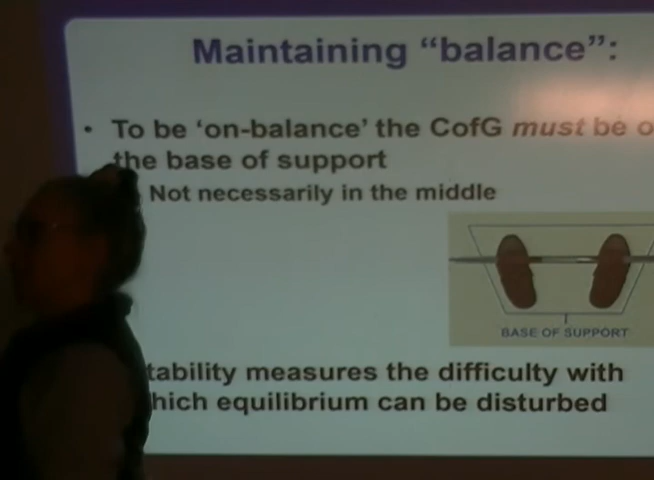 Maintaining “balance”:
• To be ‘on-balance’ the CofG must be o
the base of support
Not necessarily in the middle
BASE OF SUPPORT
tability measures the difficulty with
hich equilibrium can be disturbed